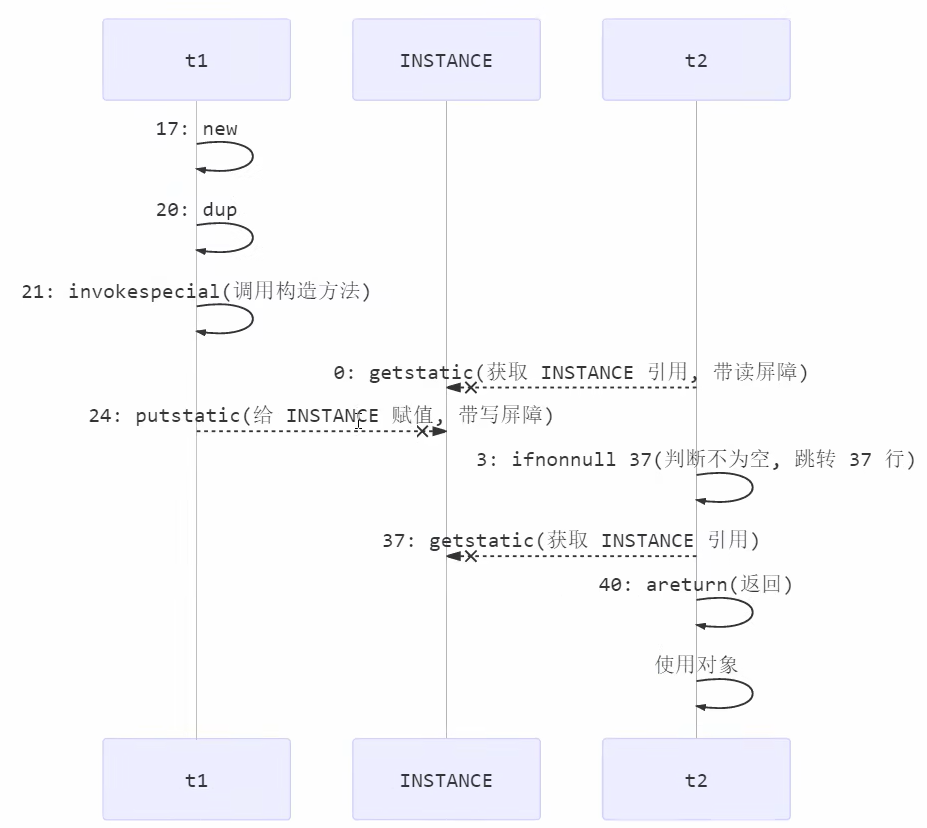 t1 INSTANCE t2
17: new
20: dup
21: invokespecial(调用构造方法)
0: getstatic(获取 INSTANCE 引用, 带读屏障)
24: putstatic(给 INSTANCE 赋值, 带写屏障)
3: ifnonnull 37(判断不为空, 跳转 37 行)
37: getstatic(获取 INSTANCE 引用)
40: areturn(返回)
使用对象
t1 INSTANCE t2